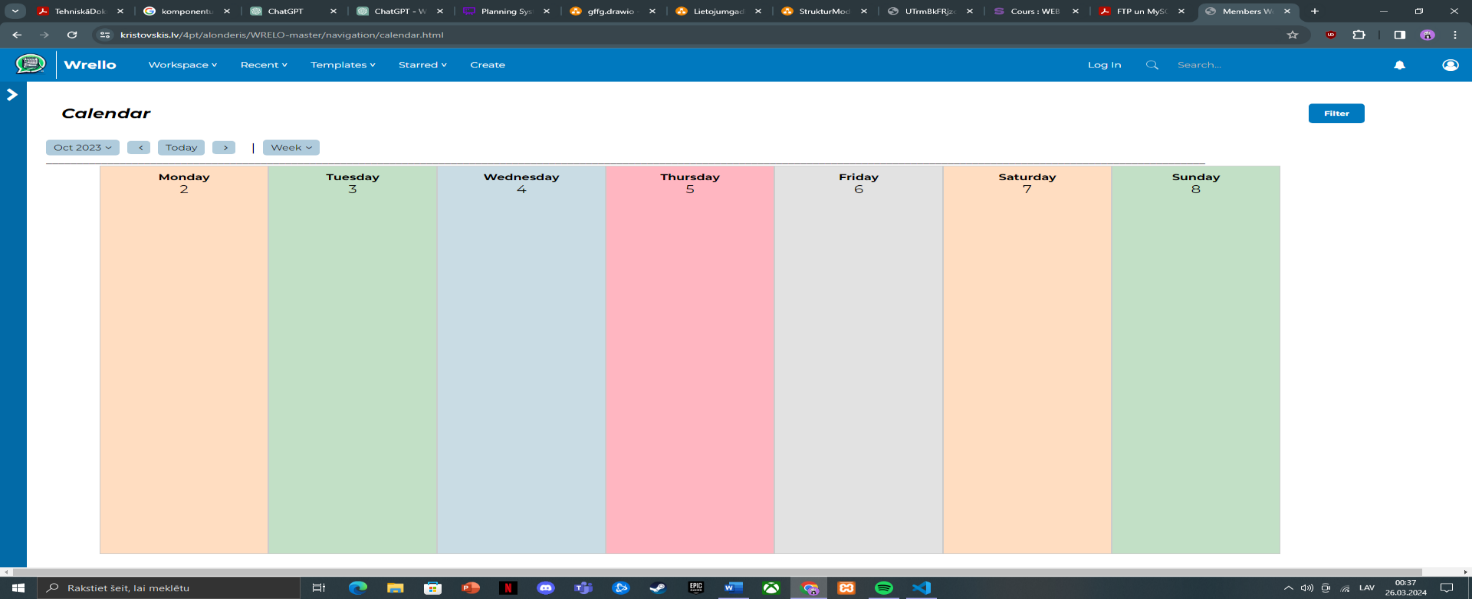 TehniskāDok komponentu ChatGPT ChatGPT - W Planning Sys gffg.drawio Lietojumgad StrukturMod UTrmBkFRjz Cours : WEB FTP un MySQ Members W
kristovskis.lv/4pt/alonderis/WRELO-master/navigation/calendar.html
Wrello Workspace Recent Templates Starred Create Log In Search...
Calendar
Filter
Oct 2023 < Today > | Week
Monday Tuesday Wednesday Thursday Friday Saturday Sunday
2 3 4 5 6 7 8
Rakstiet šeit, lai meklētu
LAV
00:37
26.03.2024